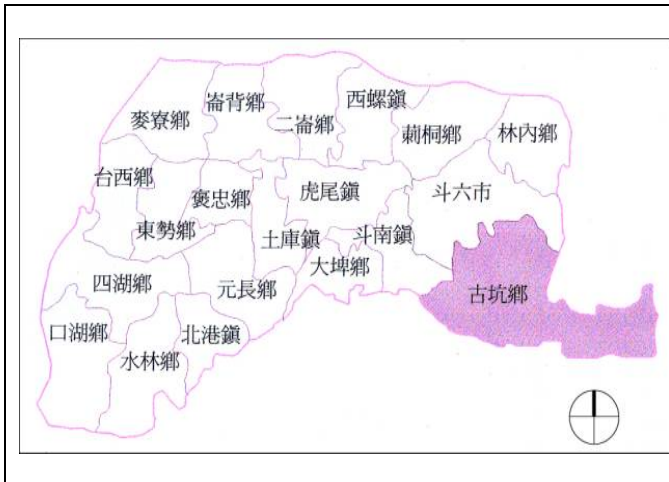 麥寮鄉
崙背鄉
二崙鄉
西螺鎮
莿桐鄉
林內鄉
台西鄉
東勢鄉
褒忠鄉
虎尾鎮
斗六市
土庫鎮
斗南鎮
大埤鄉
四湖鄉
元長鄉
古坑鄉
口湖鄉
水林鄉
北港鎮